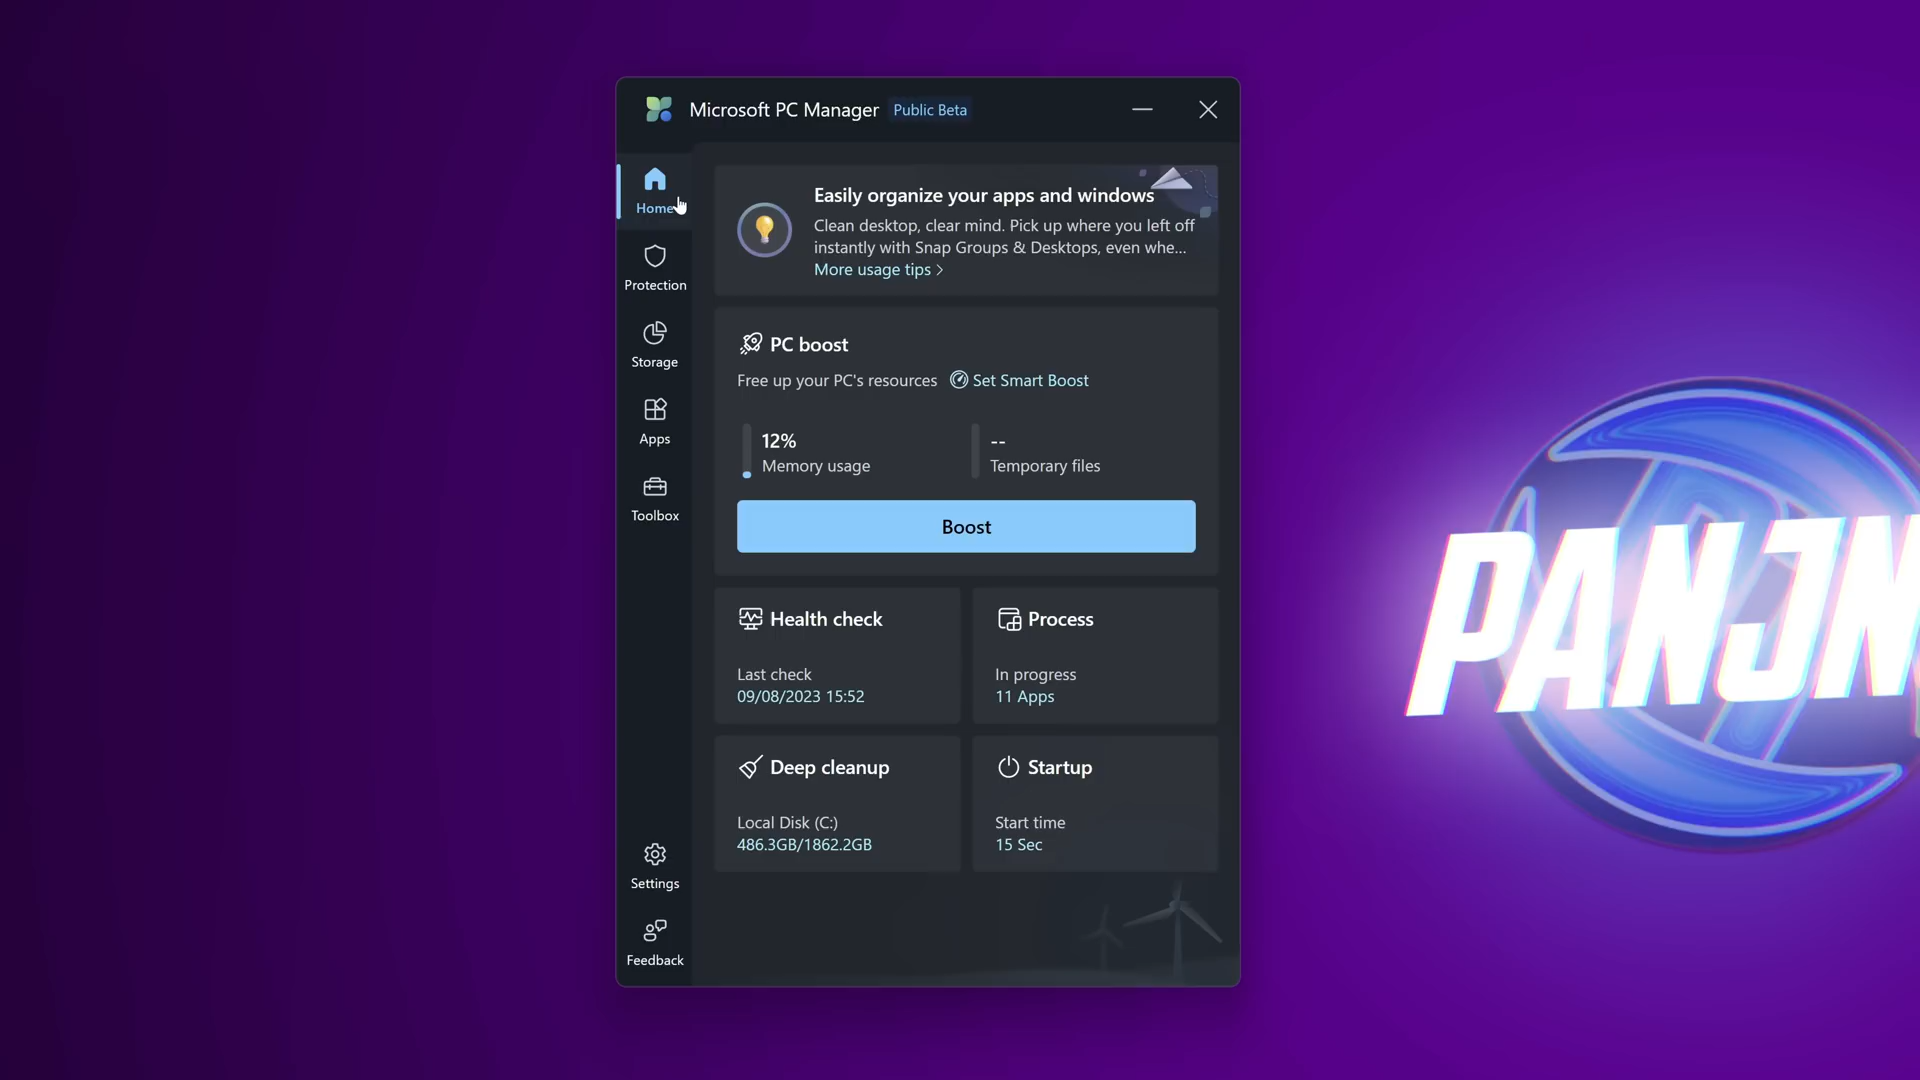 Microsoft PC Manager Public Beta
Home
Protection
Storage
Apps
Toolbox
Settings
Feedback
Easily organize your apps and windows
Clean desktop, clear mind. Pick up where you left off
instantly with Snap Groups & Desktops, even whe...
More usage tips >
PC boost
Free up your PC's resources Set Smart Boost
12%
Memory usage
--
Temporary files
Boost
Health check
Last check
09/08/2023 15:52
Process
In progress
11 Apps
Deep cleanup
Local Disk (C:)
486.3GB/1862.2GB
Startup
Start time
15 Sec
PANJN